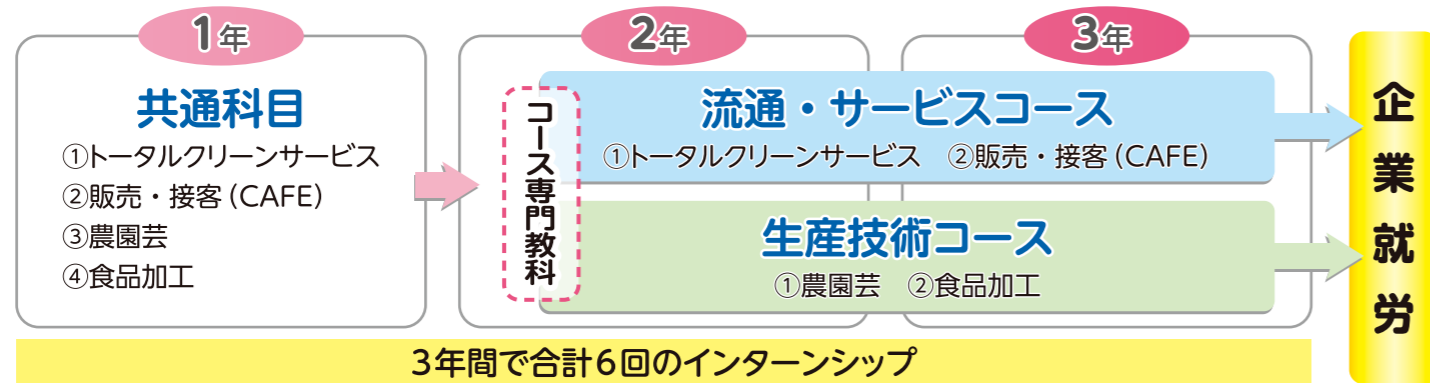 1年
共通科目
①トータルクリーンサービス
②販売・接客(CAFE)
③農園芸
④食品加工
2年
3年
コース専門教科
流通・サービスコース
①トータルクリーンサービス ②販売・接客(CAFE)
生産技術コース
①農園芸 ②食品加工
企業就労
3年間で合計6回のインターンシップ